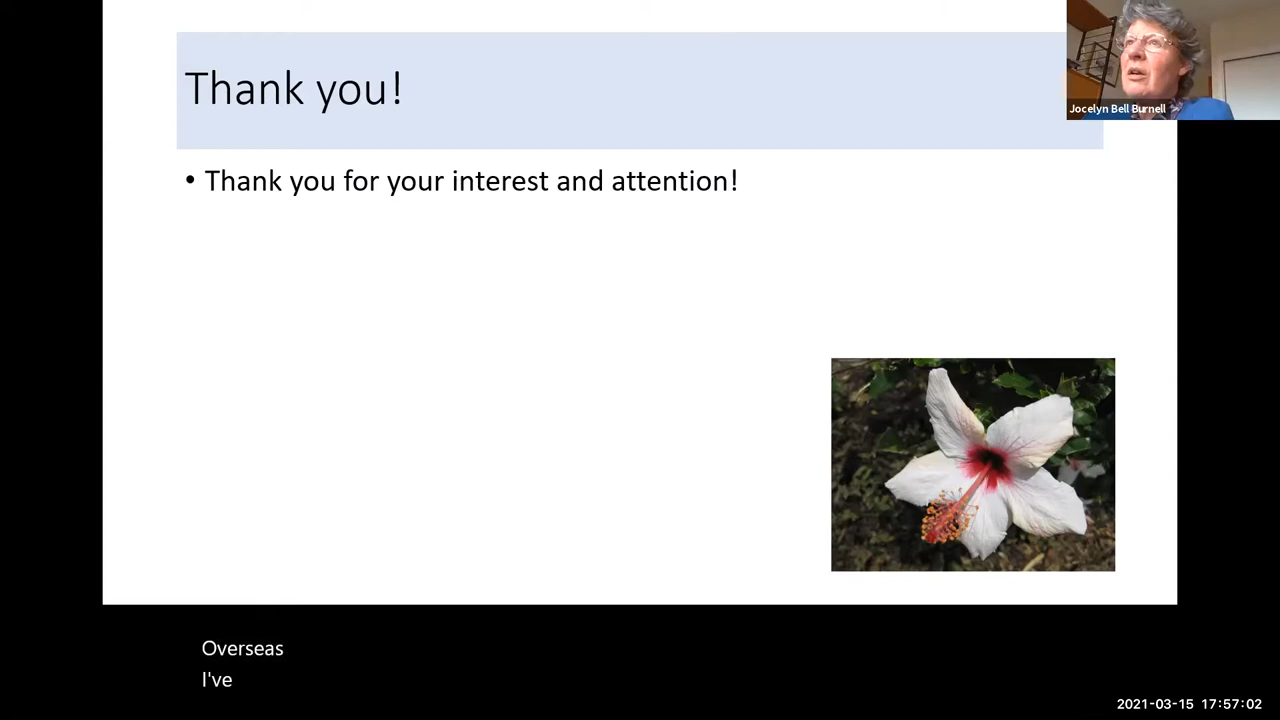 Thank you!
• Thank you for your interest and attention!
Jocelyn Bell Burnell
Overseas
I've
2021-03-15 17:57:02